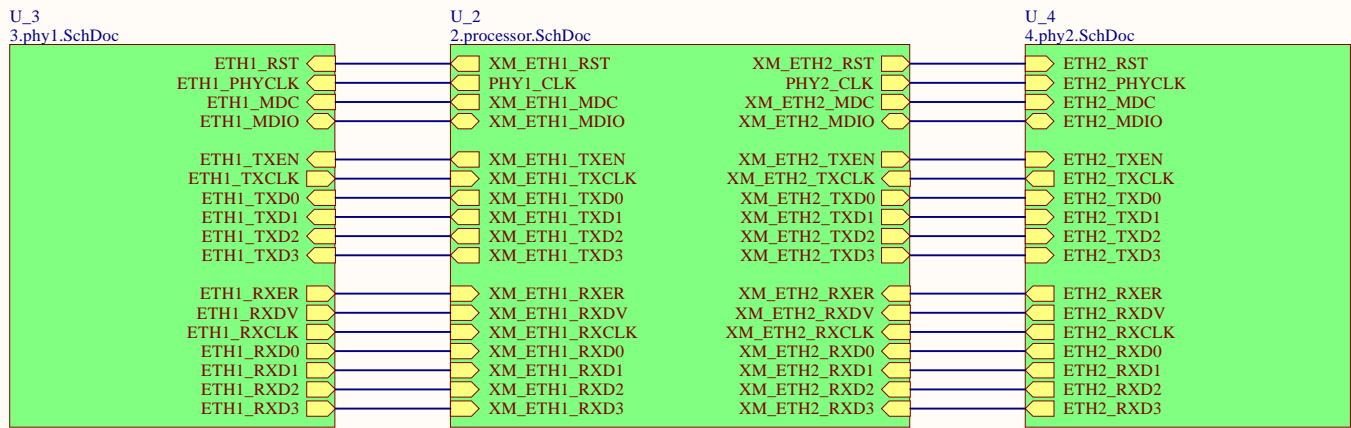 U_3 U_2 U_4
3.phy1.SchDoc 2.processor.SchDoc 4.phy2.SchDoc
ETH1_RST XM_ETH1_RST XM_ETH2_RST ETH2_RST
ETH1_PHYCLK PHY1_CLK PHY2_CLK ETH2_PHYCLK
ETH1_MDC XM_ETH1_MDC XM_ETH2_MDC ETH2_MDC
ETH1_MDIO XM_ETH1_MDIO XM_ETH2_MDIO ETH2_MDIO
ETH1_TXEN XM_ETH1_TXEN XM_ETH2_TXEN ETH2_TXEN
ETH1_TXCLK XM_ETH1_TXCLK XM_ETH2_TXCLK ETH2_TXCLK
ETH1_TXD0 XM_ETH1_TXD0 XM_ETH2_TXD0 ETH2_TXD0
ETH1_TXD1 XM_ETH1_TXD1 XM_ETH2_TXD1 ETH2_TXD1
ETH1_TXD2 XM_ETH1_TXD2 XM_ETH2_TXD2 ETH2_TXD2
ETH1_TXD3 XM_ETH1_TXD3 XM_ETH2_TXD3 ETH2_TXD3
ETH1_RXER XM_ETH1_RXER XM_ETH2_RXER ETH2_RXER
ETH1_RXDV XM_ETH1_RXDV XM_ETH2_RXDV ETH2_RXDV
ETH1_RXCLK XM_ETH1_RXCLK XM_ETH2_RXCLK ETH2_RXCLK
ETH1_RXD0 XM_ETH1_RXD0 XM_ETH2_RXD0 ETH2_RXD0
ETH1_RXD1 XM_ETH1_RXD1 XM_ETH2_RXD1 ETH2_RXD1
ETH1_RXD2 XM_ETH1_RXD2 XM_ETH2_RXD2 ETH2_RXD2
ETH1_RXD3 XM_ETH1_RXD3 XM_ETH2_RXD3 ETH2_RXD3